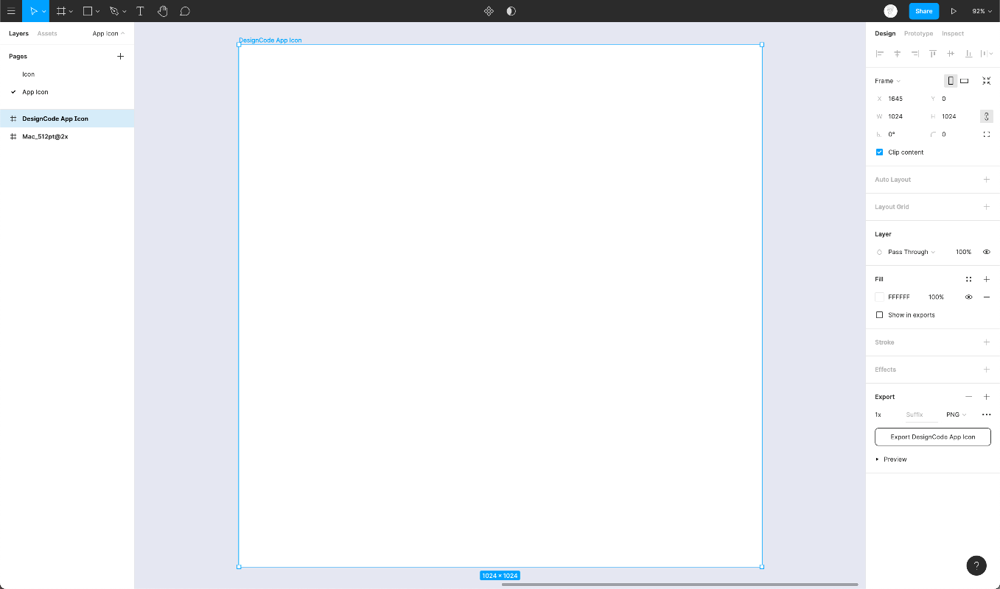 Share
92%
Layers Assets App Icon
Pages
Icon
App Icon
DesignCode App Icon
Mac_512pt@2x
DesignCode App Icon
1024 × 1024
Design Prototype Inspect
Frame
X 1645 Y 0
W 1024 H 1024
0° 0
Clip content
Auto Layout
Layout Grid
Layer
Pass Through 100%
Fill
FFFFFF 100%
Show in exports
Stroke
Effects
Export
1x Suffix PNG
Export DesignCode App Icon
Preview
?